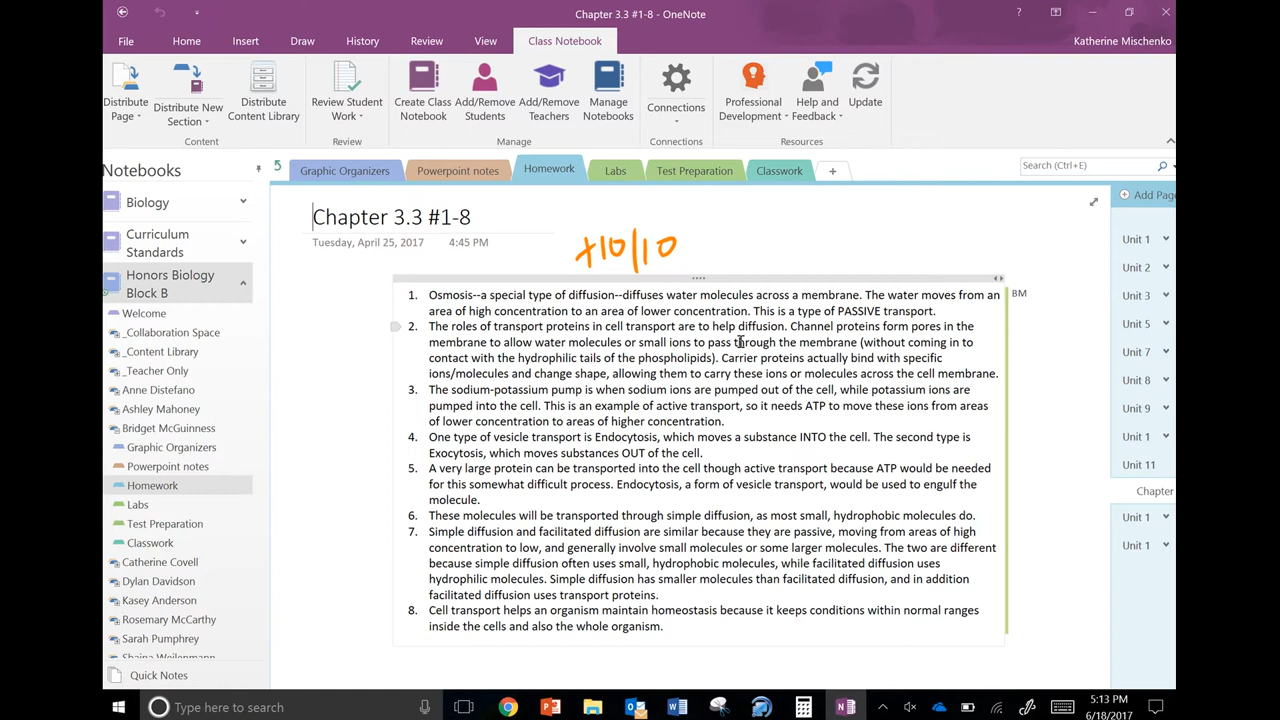 Chapter 3.3 #1-8 - OneNote
?
File
Home
Insert
Draw
History
Review
View
Class Notebook
Katherine Mischenko
Distribute
Page
Distribute New
Section
Distribute
Content Library
Review Student
Work
Create Class
Notebook
Add/Remove
Students
Add/Remove
Teachers
Manage
Notebooks
Connections
Professional
Development
Help and
Feedback
Update
Content
Review
Manage
Connections
Resources
Notebooks
Graphic Organizers
Powerpoint notes
Homework
Labs
Test Preparation
Classwork
+
Search (Ctrl+E)
Biology
Curriculum
Standards
Honors Biology
Block B
Welcome
_Collaboration Space
_Content Library
_Teacher Only
Anne Distefano
Ashley Mahoney
Bridget McGuinness
Graphic Organizers
Powerpoint notes
Homework
Labs
Test Preparation
Classwork
Catherine Covell
Dylan Davidson
Kasey Anderson
Rosemary McCarthy
Sarah Pumphrey
Shaina Weilenmann
Quick Notes
Chapter 3.3 #1-8
Tuesday, April 25, 2017 4:45 PM
+10/10
1. Osmosis--a special type of diffusion--diffuses water molecules across a membrane. The water moves from an
area of high concentration to an area of lower concentration. This is a type of PASSIVE transport.
2. The roles of transport proteins in cell transport are to help diffusion. Channel proteins form pores in the
membrane to allow water molecules or small ions to pass through the membrane (without coming in to
contact with the hydrophilic tails of the phospholipids). Carrier proteins actually bind with specific
ions/molecules and change shape, allowing them to carry these ions or molecules across the cell membrane.
3. The sodium-potassium pump is when sodium ions are pumped out of the cell, while potassium ions are
pumped into the cell. This is an example of active transport, so it needs ATP to move these ions from areas
of lower concentration to areas of higher concentration.
4. One type of vesicle transport is Endocytosis, which moves a substance INTO the cell. The second type is
Exocytosis, which moves substances OUT of the cell.
5. A very large protein can be transported into the cell though active transport because ATP would be needed
for this somewhat difficult process. Endocytosis, a form of vesicle transport, would be used to engulf the
molecule.
6. These molecules will be transported through simple diffusion, as most small, hydrophobic molecules do.
7. Simple diffusion and facilitated diffusion are similar because they are passive, moving from areas of high
concentration to low, and generally involve small molecules or some larger molecules. The two are different
because simple diffusion often uses small, hydrophobic molecules, while facilitated diffusion uses
hydrophilic molecules. Simple diffusion has smaller molecules than facilitated diffusion, and in addition
facilitated diffusion uses transport proteins.
8. Cell transport helps an organism maintain homeostasis because it keeps conditions within normal ranges
inside the cells and also the whole organism.
BM
Add Page
Unit 1
Unit 2
Unit 3
Unit 5
Unit 7
Unit 8
Unit 9
Unit 1
Unit 11
Chapter
Unit 1
Unit 1
Type here to search
5:13 PM
6/18/2017